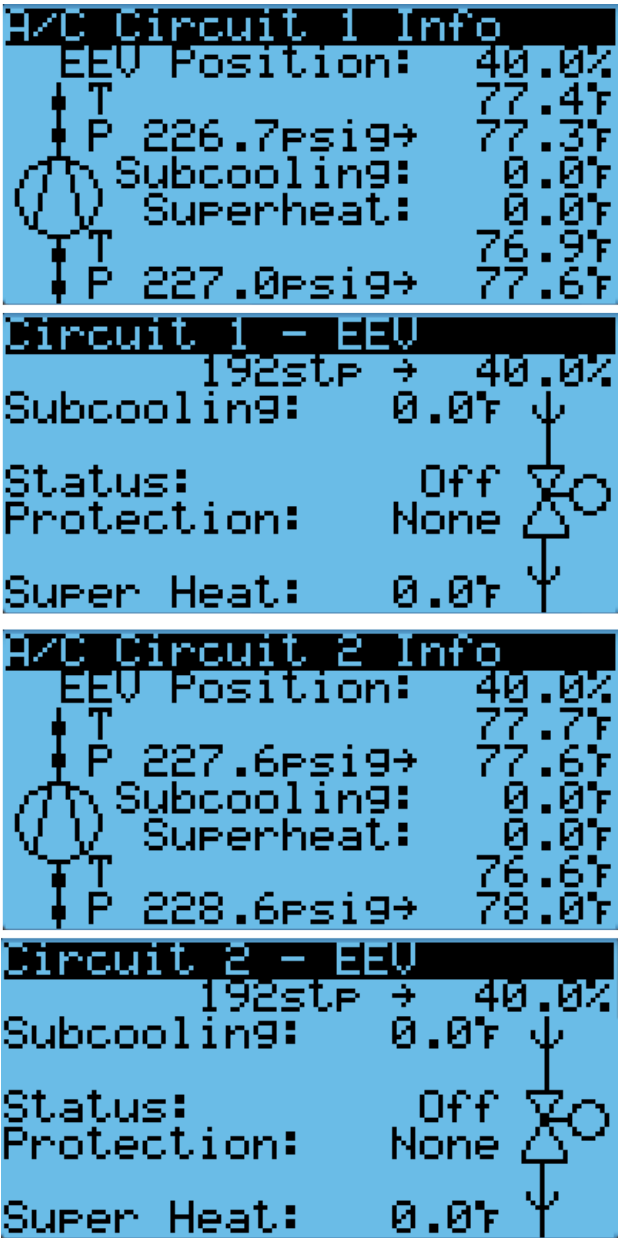 A/C Circuit 1 Info
EEV Position: 40.0%
T 77.4°F
P 226.7psig→ 77.3°F
Subcooling: 0.0°F
Superheat: 0.0°F
T 76.9°F
P 227.0psig→ 77.6°F
Circuit 1 - EEV
192stp → 40.0%
Subcooling: 0.0°F
Status: Off
Protection: None
Super Heat: 0.0°F
A/C Circuit 2 Info
EEV Position: 40.0%
T 77.7°F
P 227.6psig→ 77.6°F
Subcooling: 0.0°F
Superheat: 0.0°F
T 76.6°F
P 228.6psig→ 78.0°F
Circuit 2 - EEV
192stp → 40.0%
Subcooling: 0.0°F
Status: Off
Protection: None
Super Heat: 0.0°F